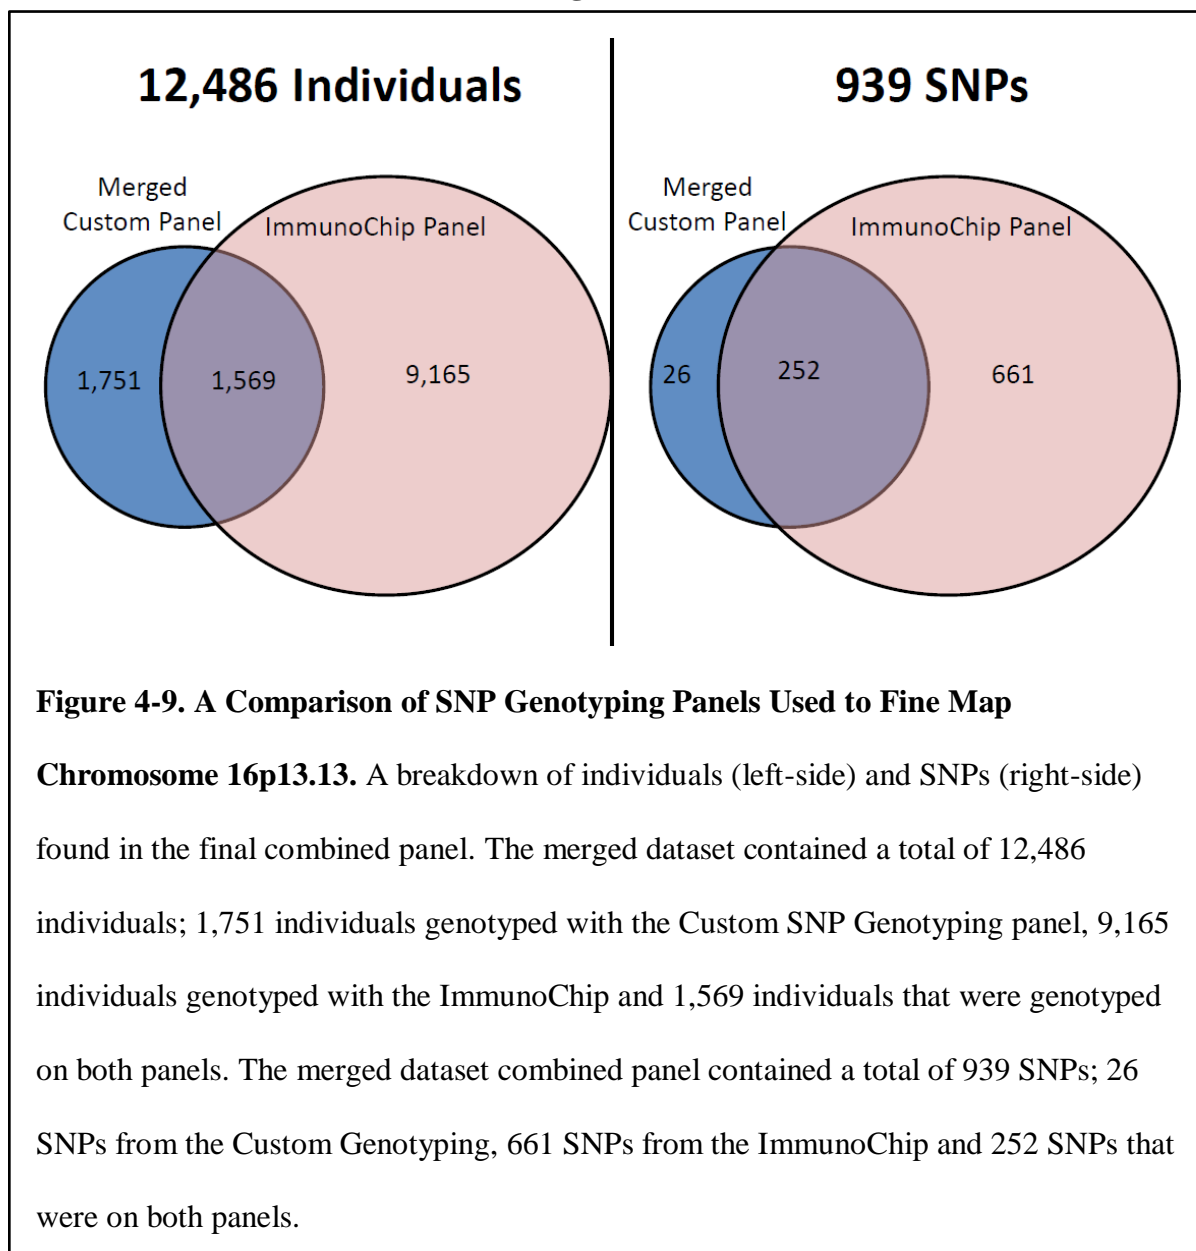 12,486 Individuals
939 SNPs
Merged
Custom Panel
ImmunoChip Panel
1,751
1,569
9,165
Merged
Custom Panel
ImmunoChip Panel
26
252
661
Figure 4-9. A Comparison of SNP Genotyping Panels Used to Fine Map
Chromosome 16p13.13. A breakdown of individuals (left-side) and SNPs (right-side)
found in the final combined panel. The merged dataset contained a total of 12,486
individuals; 1,751 individuals genotyped with the Custom SNP Genotyping panel, 9,165
individuals genotyped with the ImmunoChip and 1,569 individuals that were genotyped
on both panels. The merged dataset combined panel contained a total of 939 SNPs; 26
SNPs from the Custom Genotyping, 661 SNPs from the ImmunoChip and 252 SNPs that
were on both panels.